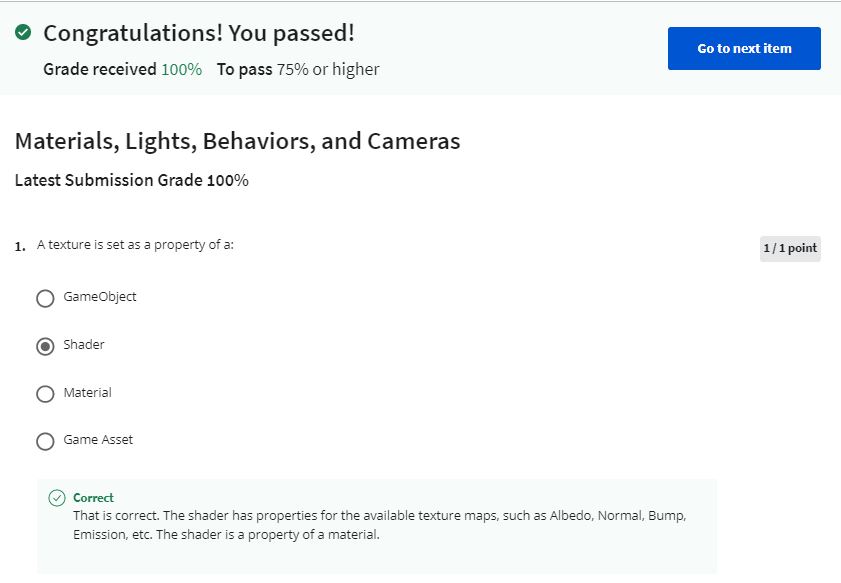 Congratulations! You passed!
Go to next item
Grade received 100% To pass 75% or higher
Materials, Lights, Behaviors, and Cameras
Latest Submission Grade 100%
1. A texture is set as a property of a:
1 / 1 point
GameObject
Shader
Material
Game Asset
Correct
That is correct. The shader has properties for the available texture maps, such as Albedo, Normal, Bump,
Emission, etc. The shader is a property of a material.